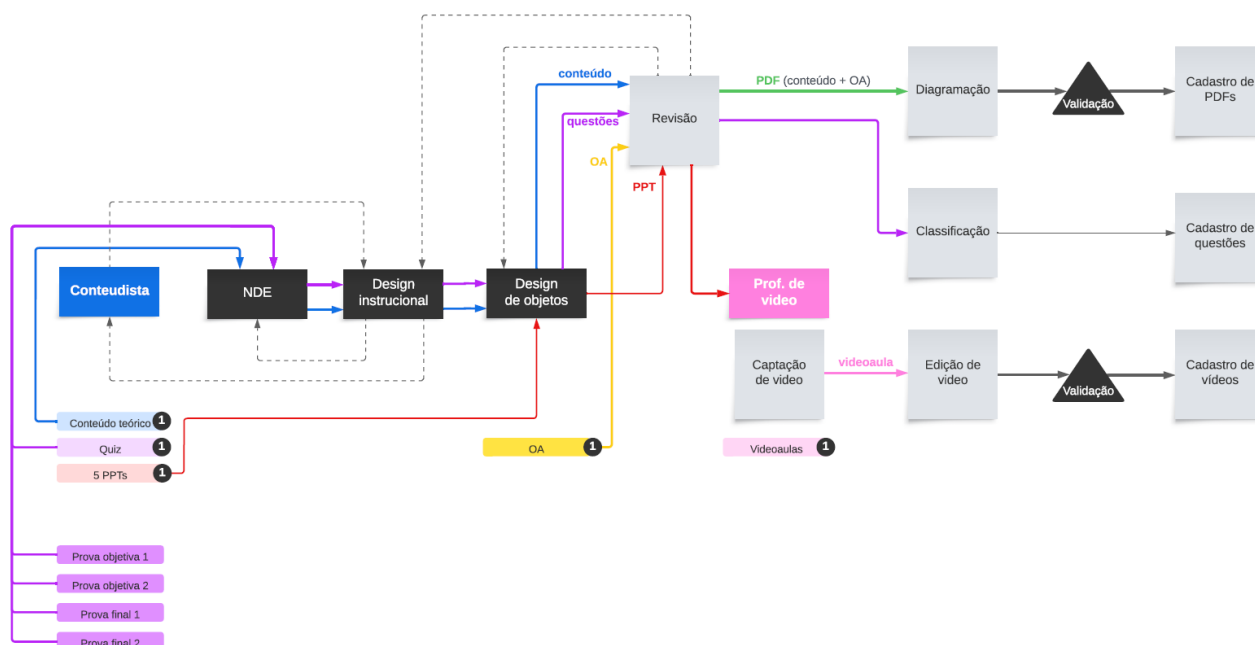 conteúdo
questões
OA
PPT
Revisão
PDF (conteúdo + OA)
Diagramação
Validação
Cadastro de
PDFs
Classificação
Cadastro de
questões
Conteudista
NDE
Design
instrucional
Design
de objetos
Prof. de
video
Captação
de video
videoaula
Edição de
video
Validação
Cadastro de
vídeos
Conteúdo teórico 1
Quiz 1
5 PPTs 1
OA 1
Videoaulas 1
Prova objetiva 1
Prova objetiva 2
Prova final 1
Prova final 2